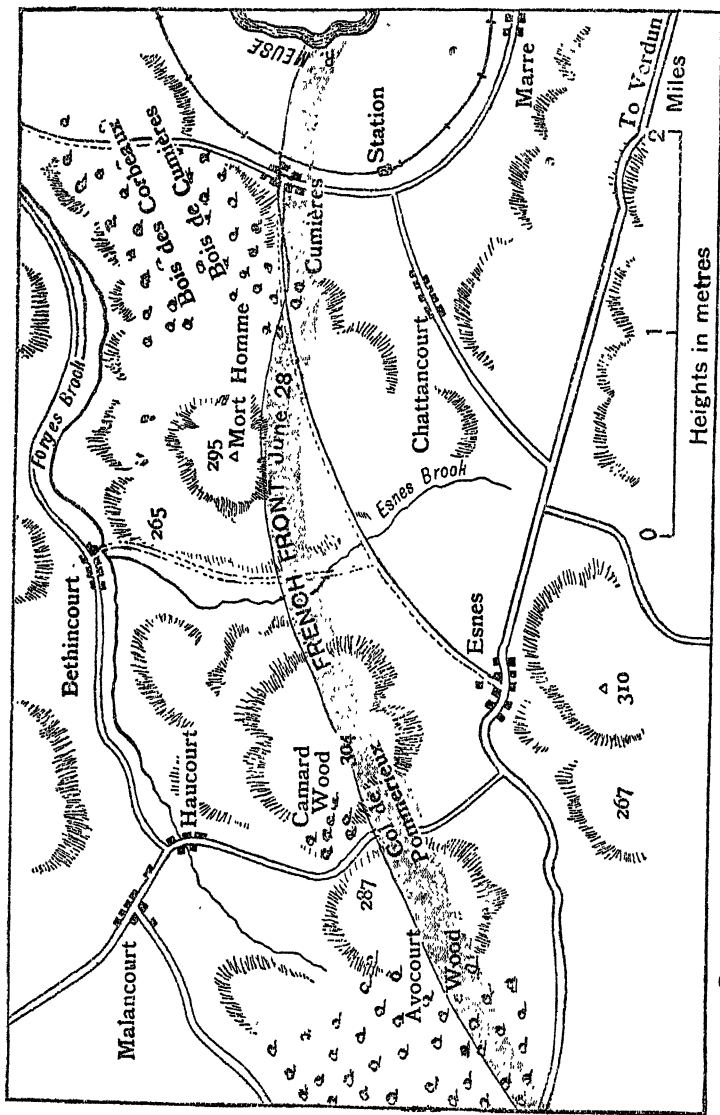 MEUSE
Forges Brook
Bois des Corbeaux
Bois de Cumières
Bethincourt
265
295
Mort Homme
Cumières
Station
Marre
To Verdun
Malancourt
Haucourt
Camard
Wood
304
FRENCH FRONT June 28
Esnes Brook
Chattancourt
287
Col de
Pommerieux
Avocourt
Wood
Esnes
310
267
0
1
2
Miles
Heights in metres